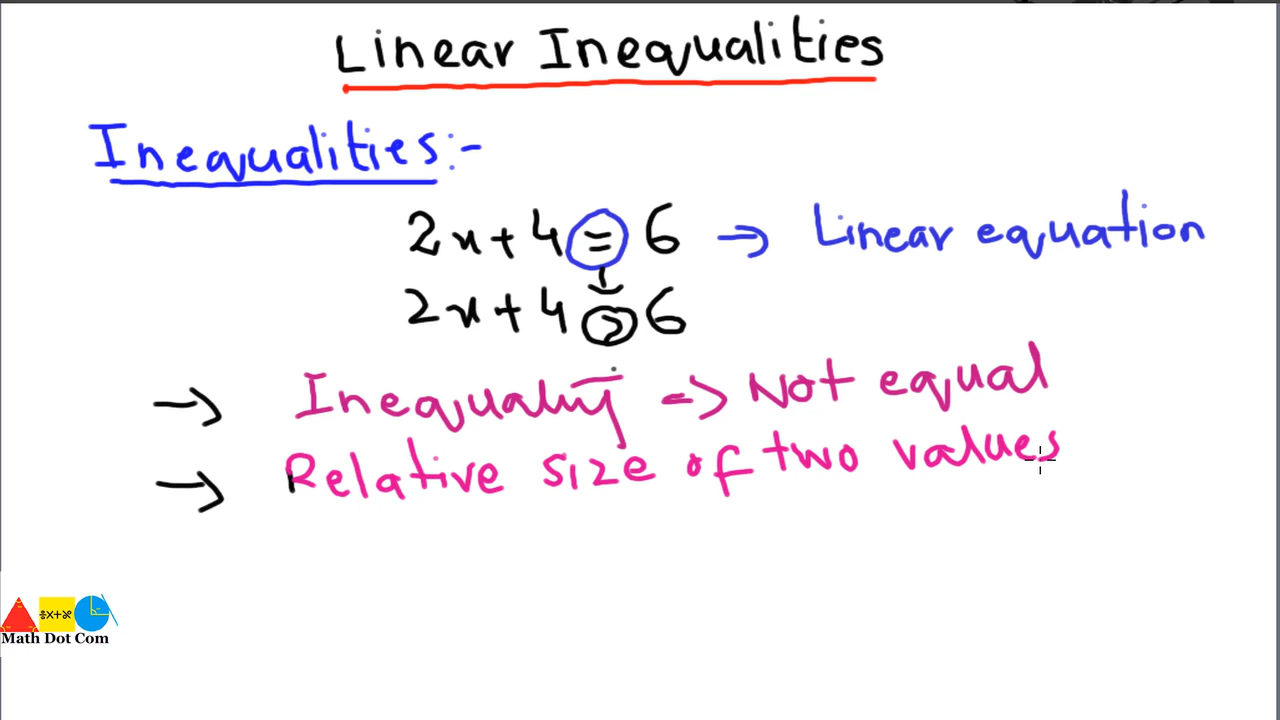 Linear Inequalities
Inequalities:-
2x+4=6 → Linear equation
2x+4>6
→ Inequality => Not equal
→ Relative size of two values
÷x+
Math Dot Com